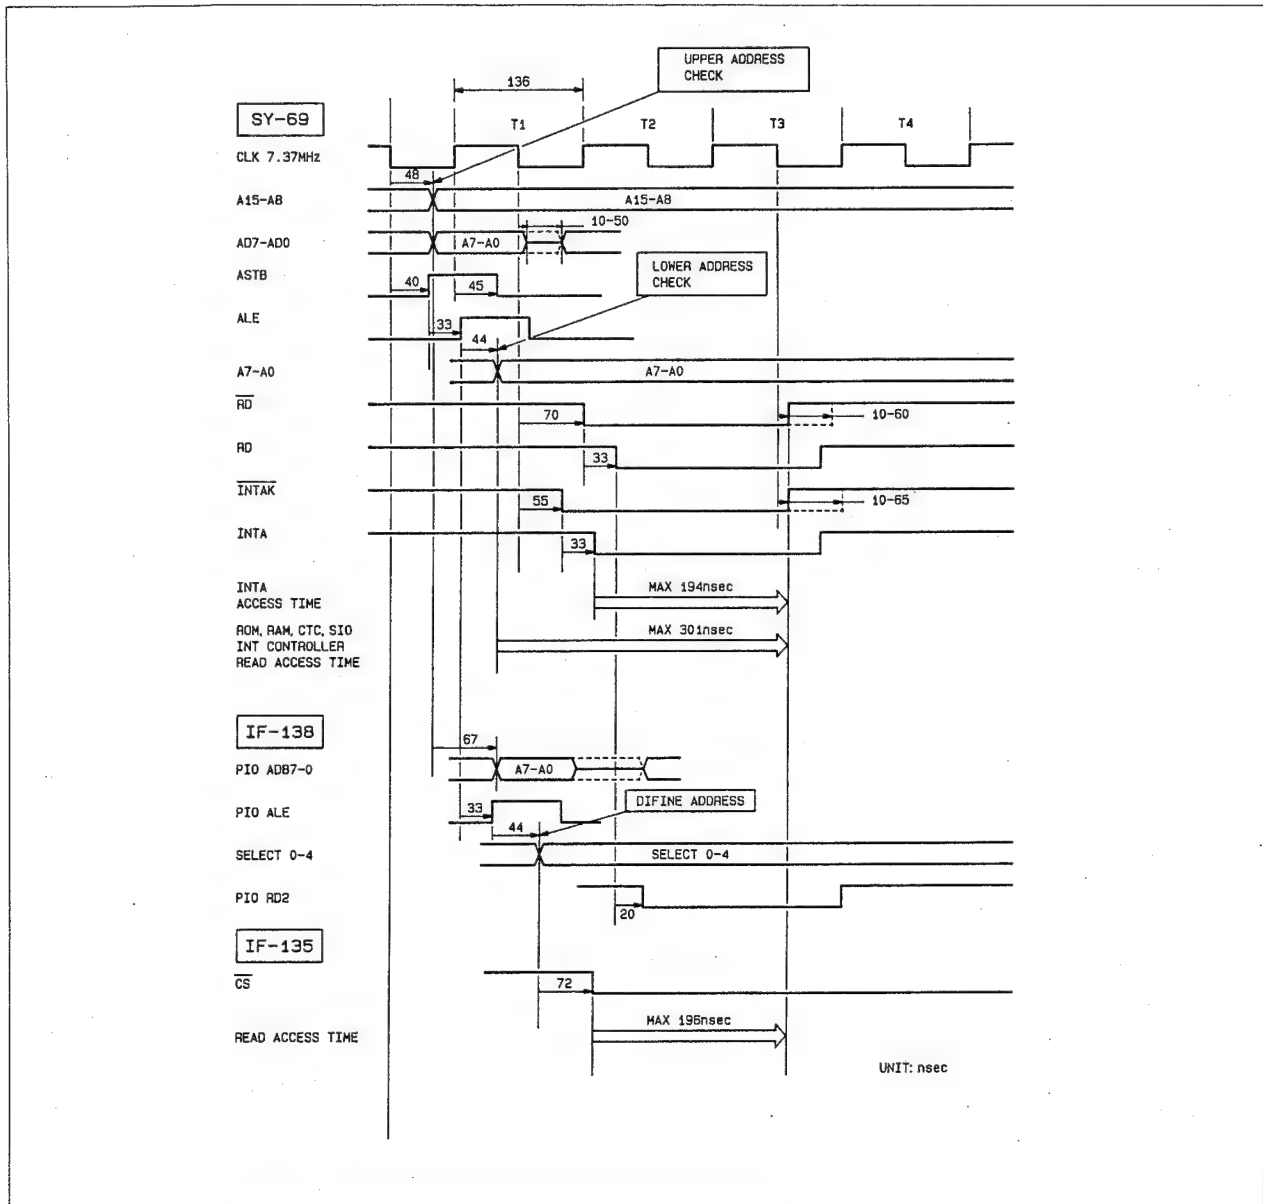 UPPER ADDRESS
CHECK
136
SY-69
T1 T2 T3 T4
CLK 7.37MHz
48
A15-A8 A15-A8
10-50
AD7-AD0 A7-A0
LOWER ADDRESS
CHECK
ASTB
40 45
ALE
33
44
A7-A0 A7-A0
RD
70 10-60
RD
33
INTAK
55 10-65
INTA
33
INTA
ACCESS TIME
MAX 194nsec
ROM, RAM, CTC, SIO
INT CONTROLLER
READ ACCESS TIME
MAX 301nsec
IF-138
67
PIO ADB7-0 A7-A0
DIFINE ADDRESS
PIO ALE
33
44
SELECT 0-4 SELECT 0-4
PIO RD2
20
IF-135
CS
72
MAX 196nsec
READ ACCESS TIME
UNIT: nsec